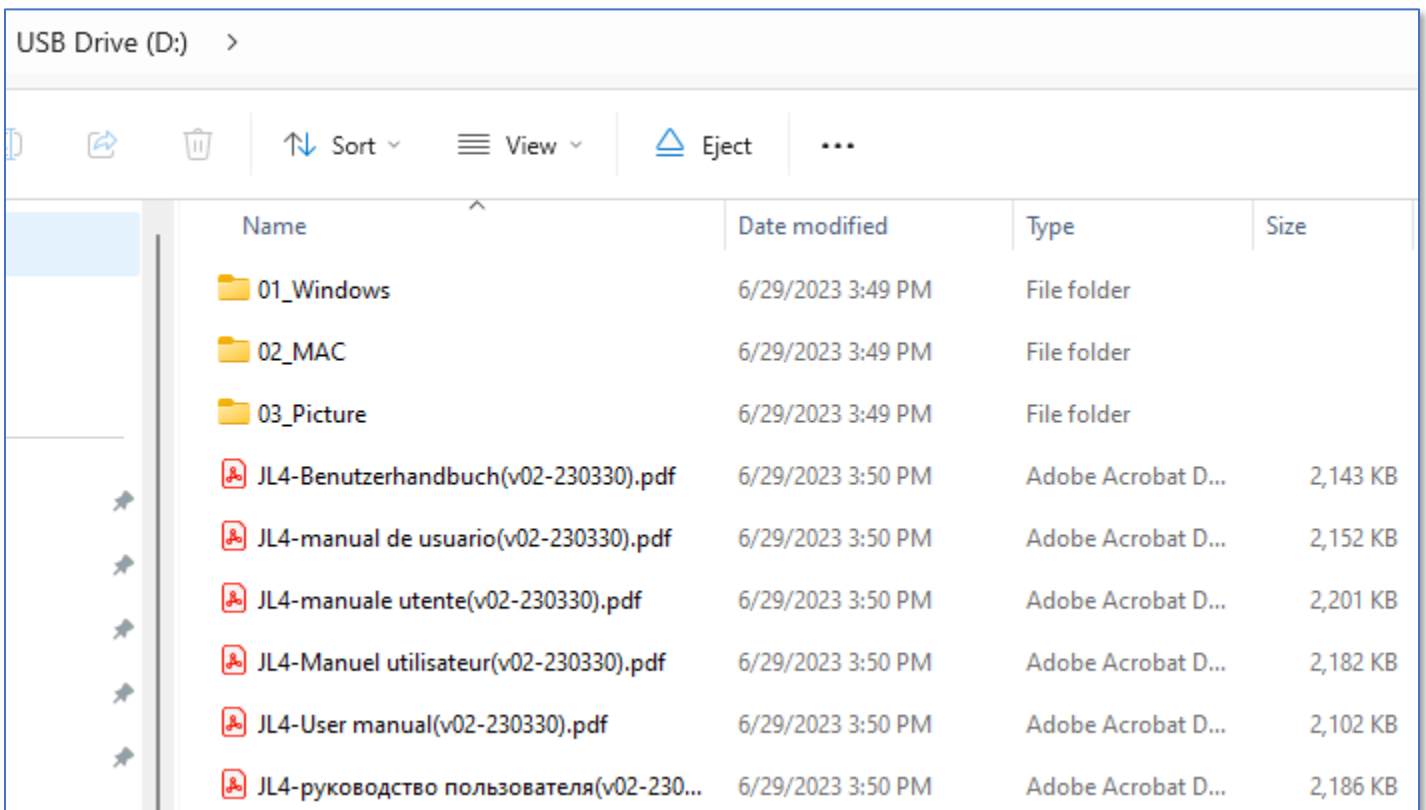 USB Drive (D:) >
Sort View Eject ...
Name Date modified Type Size
01_Windows 6/29/2023 3:49 PM File folder
02_MAC 6/29/2023 3:49 PM File folder
03_Picture 6/29/2023 3:49 PM File folder
JL4-Benutzerhandbuch(v02-230330).pdf 6/29/2023 3:50 PM Adobe Acrobat D... 2,143 KB
JL4-manual de usuario(v02-230330).pdf 6/29/2023 3:50 PM Adobe Acrobat D... 2,152 KB
JL4-manuale utente(v02-230330).pdf 6/29/2023 3:50 PM Adobe Acrobat D... 2,201 KB
JL4-Manuel utilisateur(v02-230330).pdf 6/29/2023 3:50 PM Adobe Acrobat D... 2,182 KB
JL4-User manual(v02-230330).pdf 6/29/2023 3:50 PM Adobe Acrobat D... 2,102 KB
JL4-руководство пользователя(v02-230... 6/29/2023 3:50 PM Adobe Acrobat D... 2,186 KB